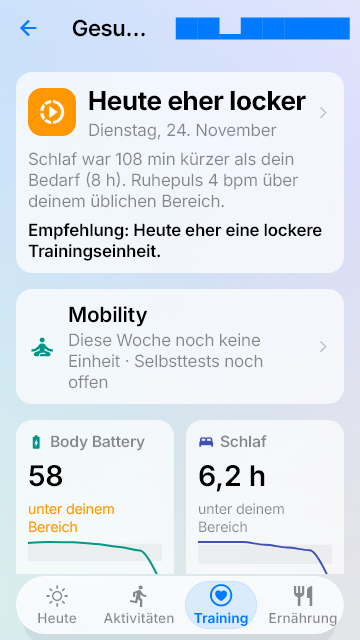 Gesu...
Heute eher locker
Dienstag, 24. November
Schlaf war 108 min kürzer als dein
Bedarf (8 h). Ruhepuls 4 bpm über
deinem üblichen Bereich.
Empfehlung: Heute eher eine lockere
Trainingseinheit.
Mobility
Diese Woche noch keine
Einheit · Selbsttests noch
offen
Body Battery
58
unter deinem
Bereich
Schlaf
6,2 h
unter deinem
Bereich
Heute
Aktivitäten
Training
Ernährung